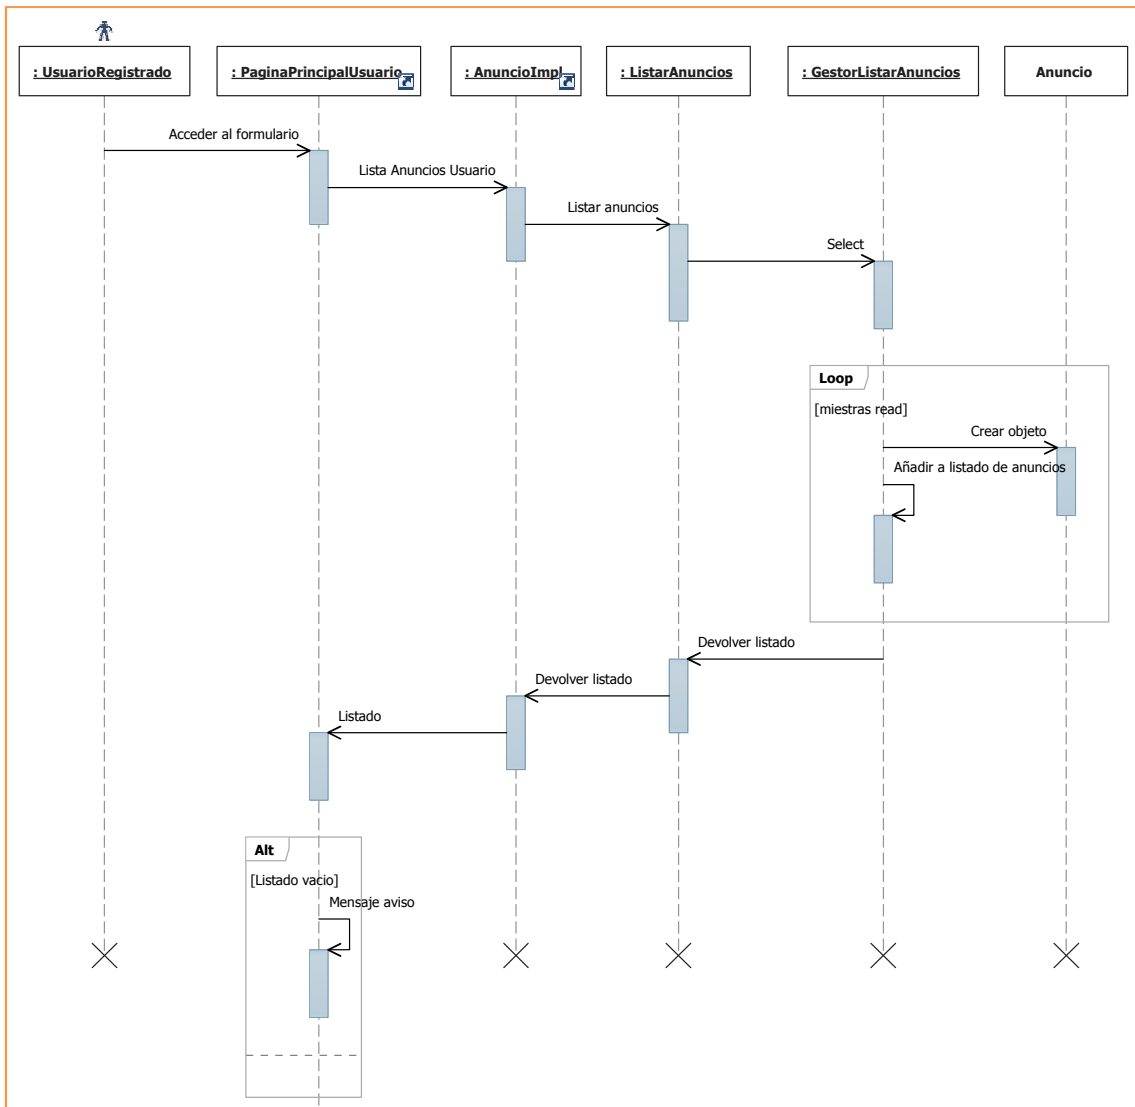 : UsuarioRegistrado
: PaginaPrincipalUsuario
: AnuncioImpl
: ListarAnuncios
: GestorListarAnuncios
Anuncio
Acceder al formulario
Lista Anuncios Usuario
Listar anuncios
Select
Loop
[miestras read]
Crear objeto
Añadir a listado de anuncios
Devolver listado
Devolver listado
Listado
Alt
[Listado vacio]
Mensaje aviso